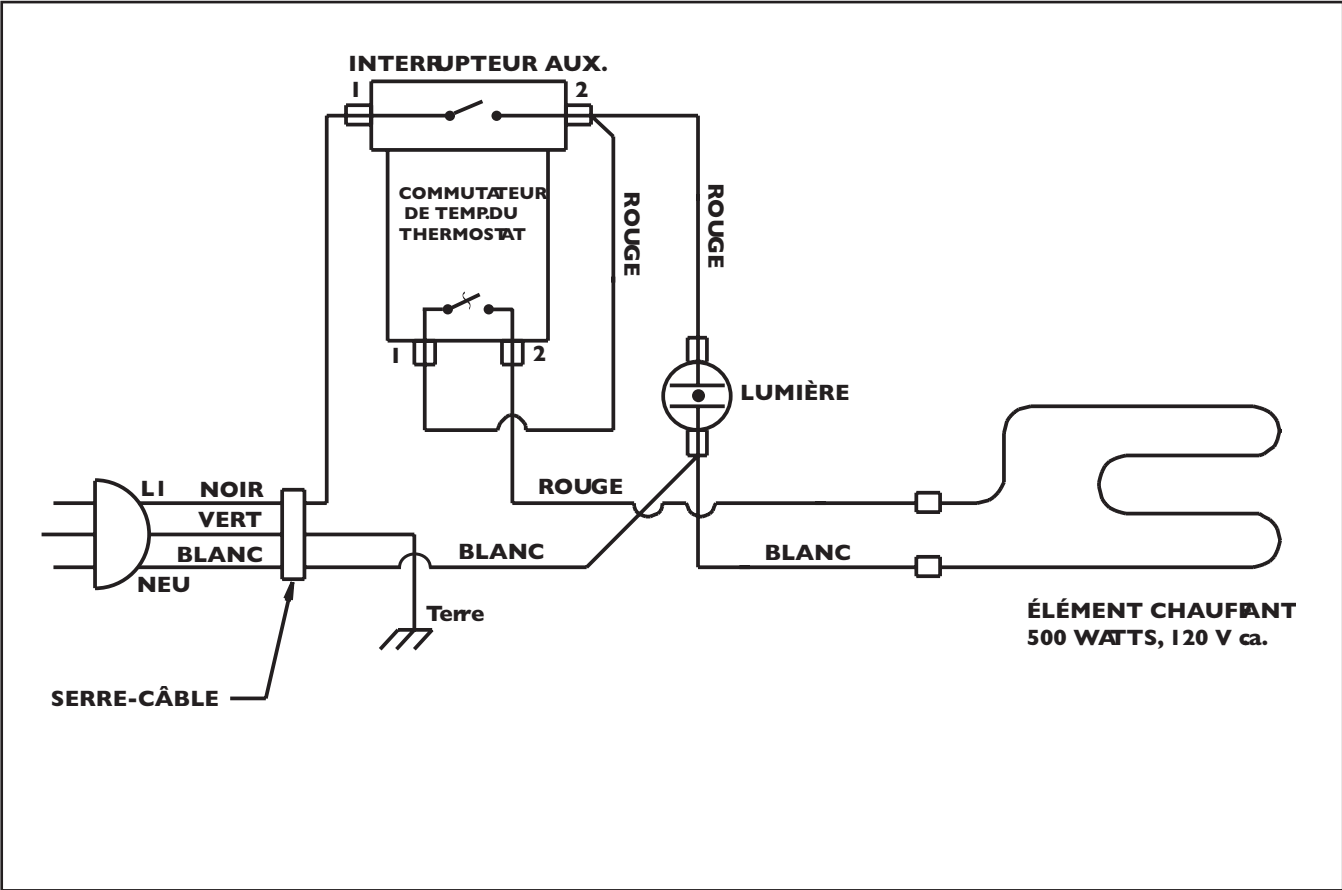 INTERRUPTEUR AUX.
1
2
COMMUTATEUR
DE TEMP.DU
THERMOSTAT
ROUGE
ROUGE
1
2
LUMIÈRE
L1
NOIR
ROUGE
VERT
BLANC
BLANC
BLANC
NEU
Terre
ÉLÉMENT CHAUFFANT
500 WATTS, 120 V ca.
SERRE-CÂBLE